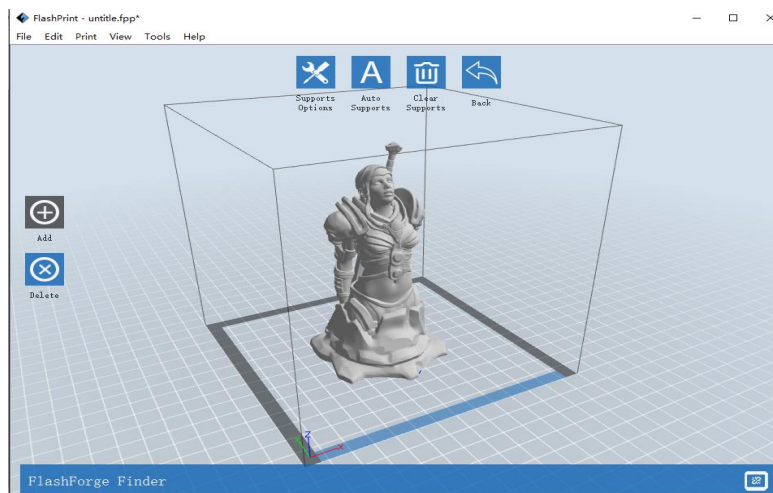 FlashPrint - untitle.fpp*
File Edit Print View Tools Help
A
Supports
Options
Auto
Supports
Clear
Supports
Back
Add
Delete
Z
X
FlashForge Finder